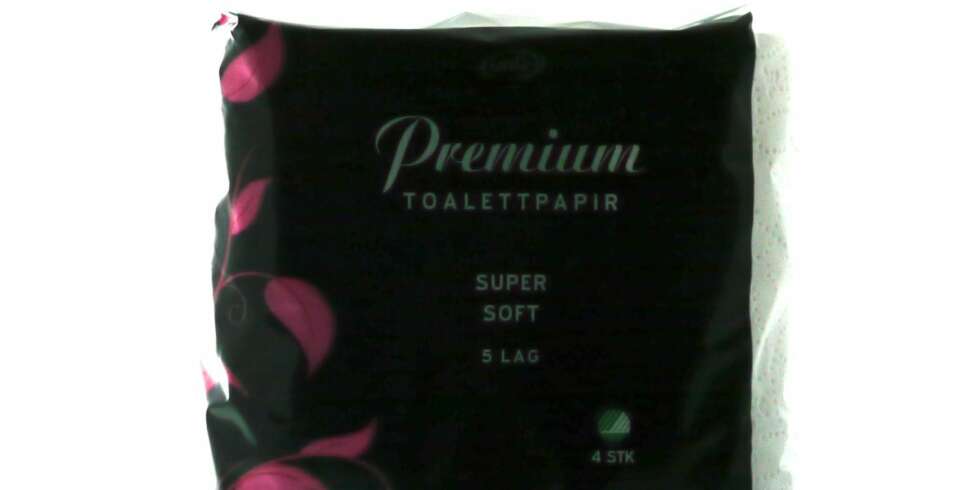 Premium
TOALETTPAPIR
SUPER
SOFT
5 LAG
4 STK